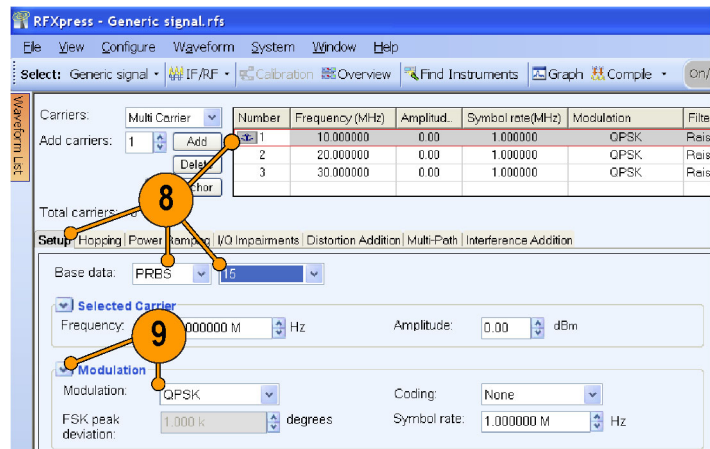 RFXpress - Generic signal.rfs
File View Configure Waveform System Window Help
Select: Generic signal IF/RF Calibration Overview Find Instruments Graph Compile On/
Waveform List
Carriers: Multi Carrier
Add carriers: 1 Add
Delete
Total carriers:
Number Frequency (MHz) Amplitud.. Symbol rate(MHz) Modulation Filte
1 10.000000 0.00 1.000000 QPSK Rais
2 20.000000 0.00 1.000000 QPSK Rais
3 30.000000 0.00 1.000000 QPSK Rais
8
Setup Hopping Power Ramping I/Q Impairments Distortion Addition Multi-Path Interference Addition
Base data: PRBS 15
Selected Carrier
Frequency: 000000 M Hz Amplitude: 0.00 dBm
9
Modulation
Modulation: QPSK Coding: None
FSK peak deviation: 1.000 k degrees Symbol rate: 1.000000 M Hz